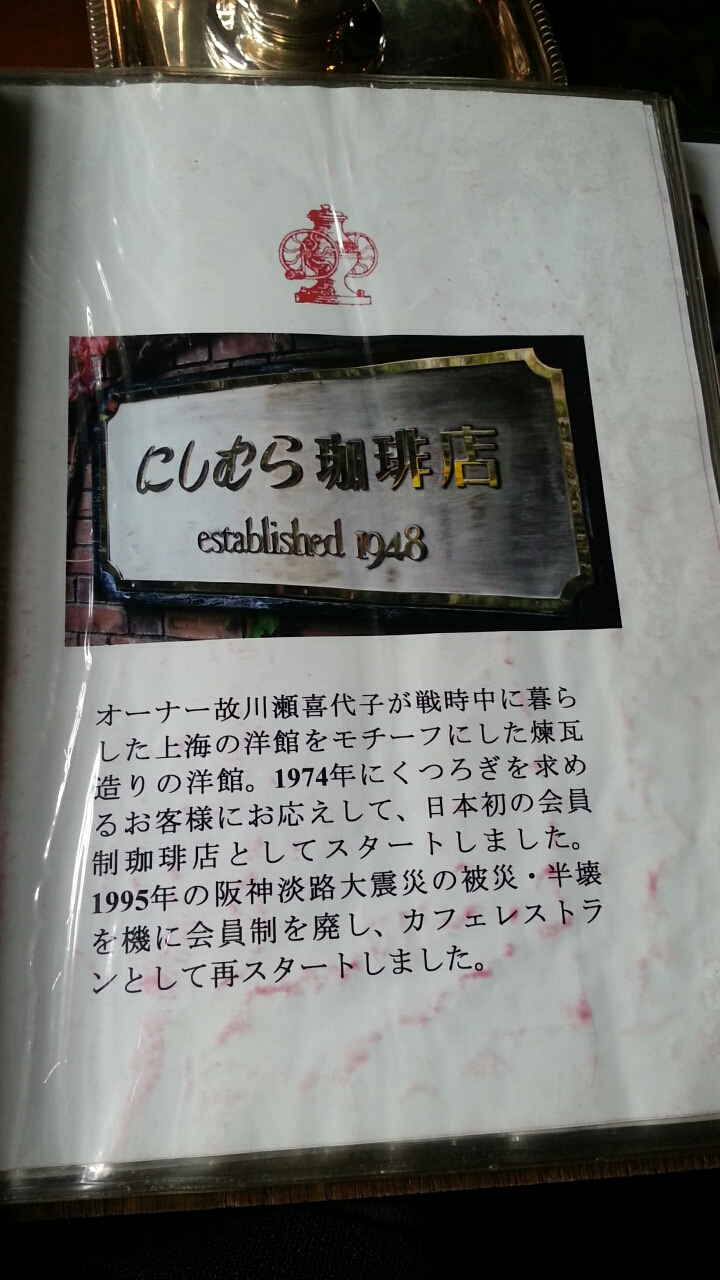 にしむら珈琲店
established 1948
オーナー故川瀬喜代子が戦時中に暮ら
した上海の洋館をモチーフにした煉瓦
造りの洋館。1974年にくつろぎを求め
るお客様にお応えして、日本初の会員
制珈琲店としてスタートしました。
1995年の阪神淡路大震災の被災・半壊
を機に会員制を廃し、カフェレストラ
ンとして再スタートしました。